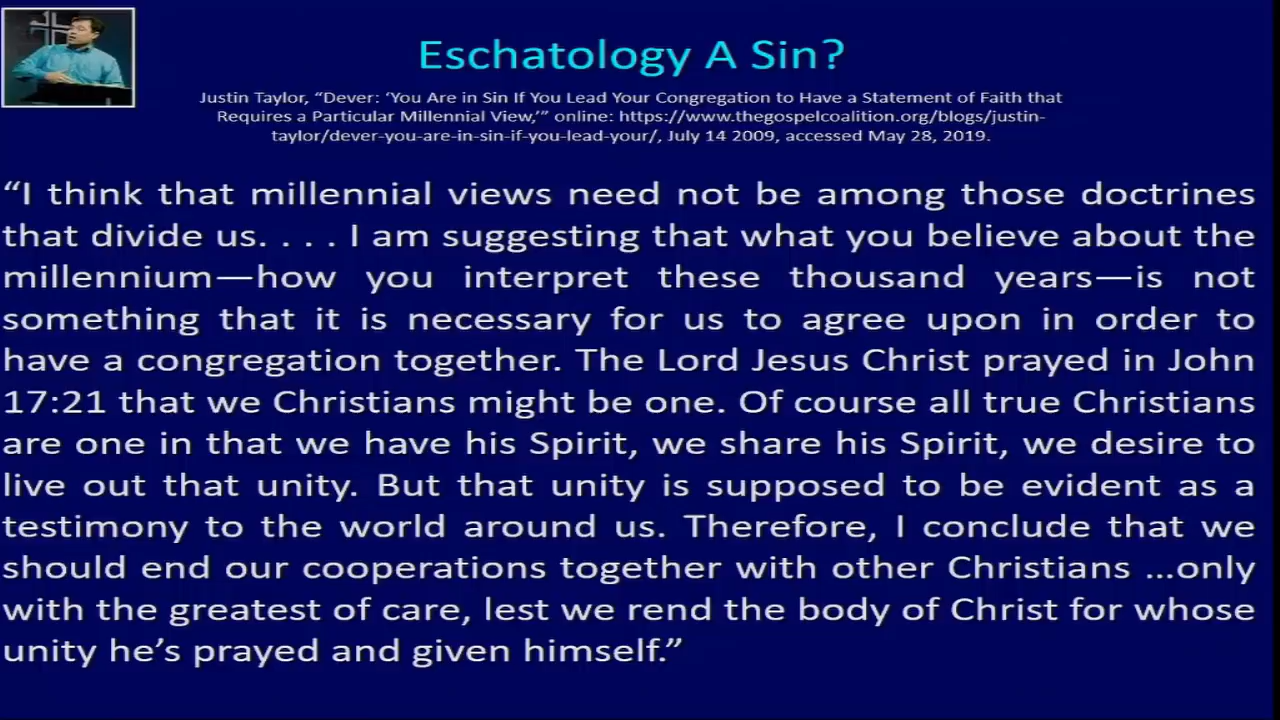 Eschatology A Sin?
Justin Taylor, “Dever: ‘You Are in Sin If You Lead Your Congregation to Have a Statement of Faith that
Requires a Particular Millennial View,’” online: https://www.thegospelcoalition.org/blogs/justin-
taylor/dever-you-are-in-sin-if-you-lead-your/, July 14 2009, accessed May 28, 2019.
“I think that millennial views need not be among those doctrines
that divide us. . . . I am suggesting that what you believe about the
millennium—how you interpret these thousand years—is not
something that it is necessary for us to agree upon in order to
have a congregation together. The Lord Jesus Christ prayed in John
17:21 that we Christians might be one. Of course all true Christians
are one in that we have his Spirit, we share his Spirit, we desire to
live out that unity. But that unity is supposed to be evident as a
testimony to the world around us. Therefore, I conclude that we
should end our cooperations together with other Christians ...only
with the greatest of care, lest we rend the body of Christ for whose
unity he’s prayed and given himself.”